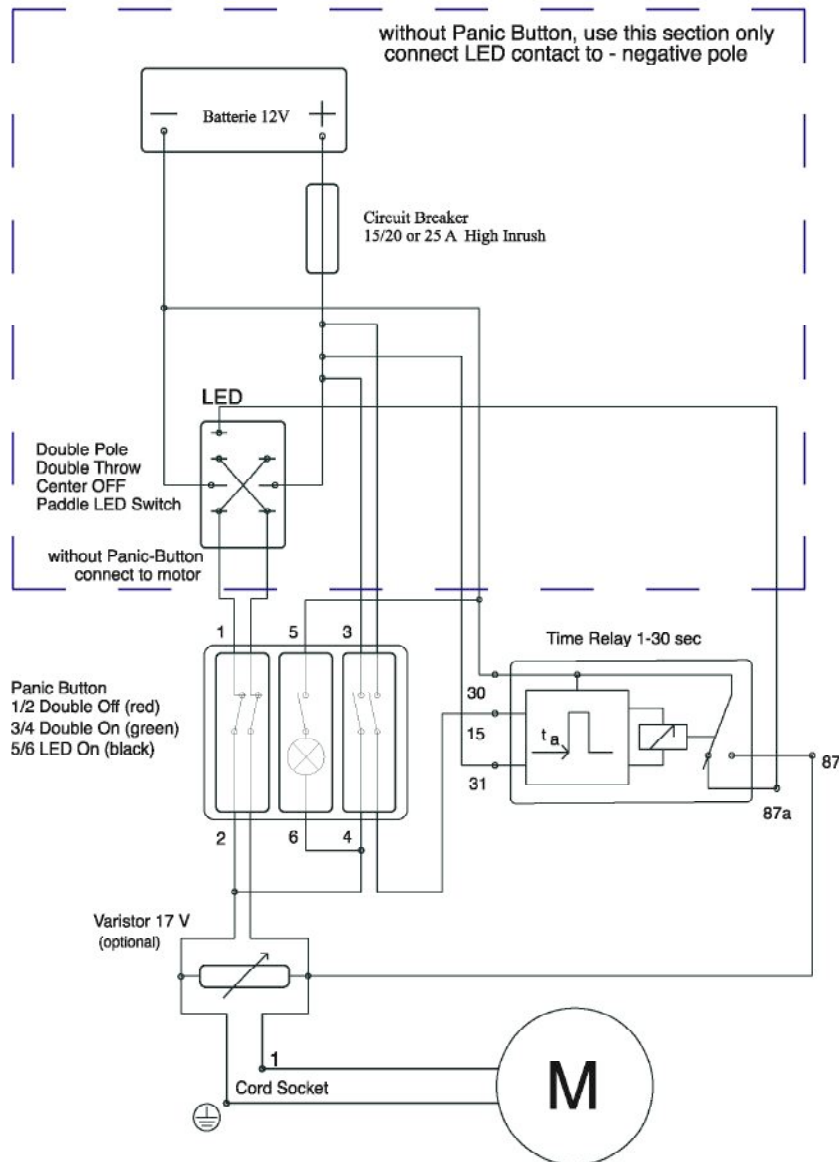 without Panic Button, use this section only
connect LED contact to - negative pole
− Batterie 12V +
Circuit Breaker
15/20 or 25 A High Inrush
LED
Double Pole
Double Throw
Center OFF
Paddle LED Switch
without Panic-Button
connect to motor
1 5 3
Time Relay 1-30 sec
Panic Button
1/2 Double Off (red)
3/4 Double On (green)
5/6 LED On (black)
30
15
31
ta
87
87a
2 6 4
Varistor 17 V
(optional)
1
Cord Socket
M